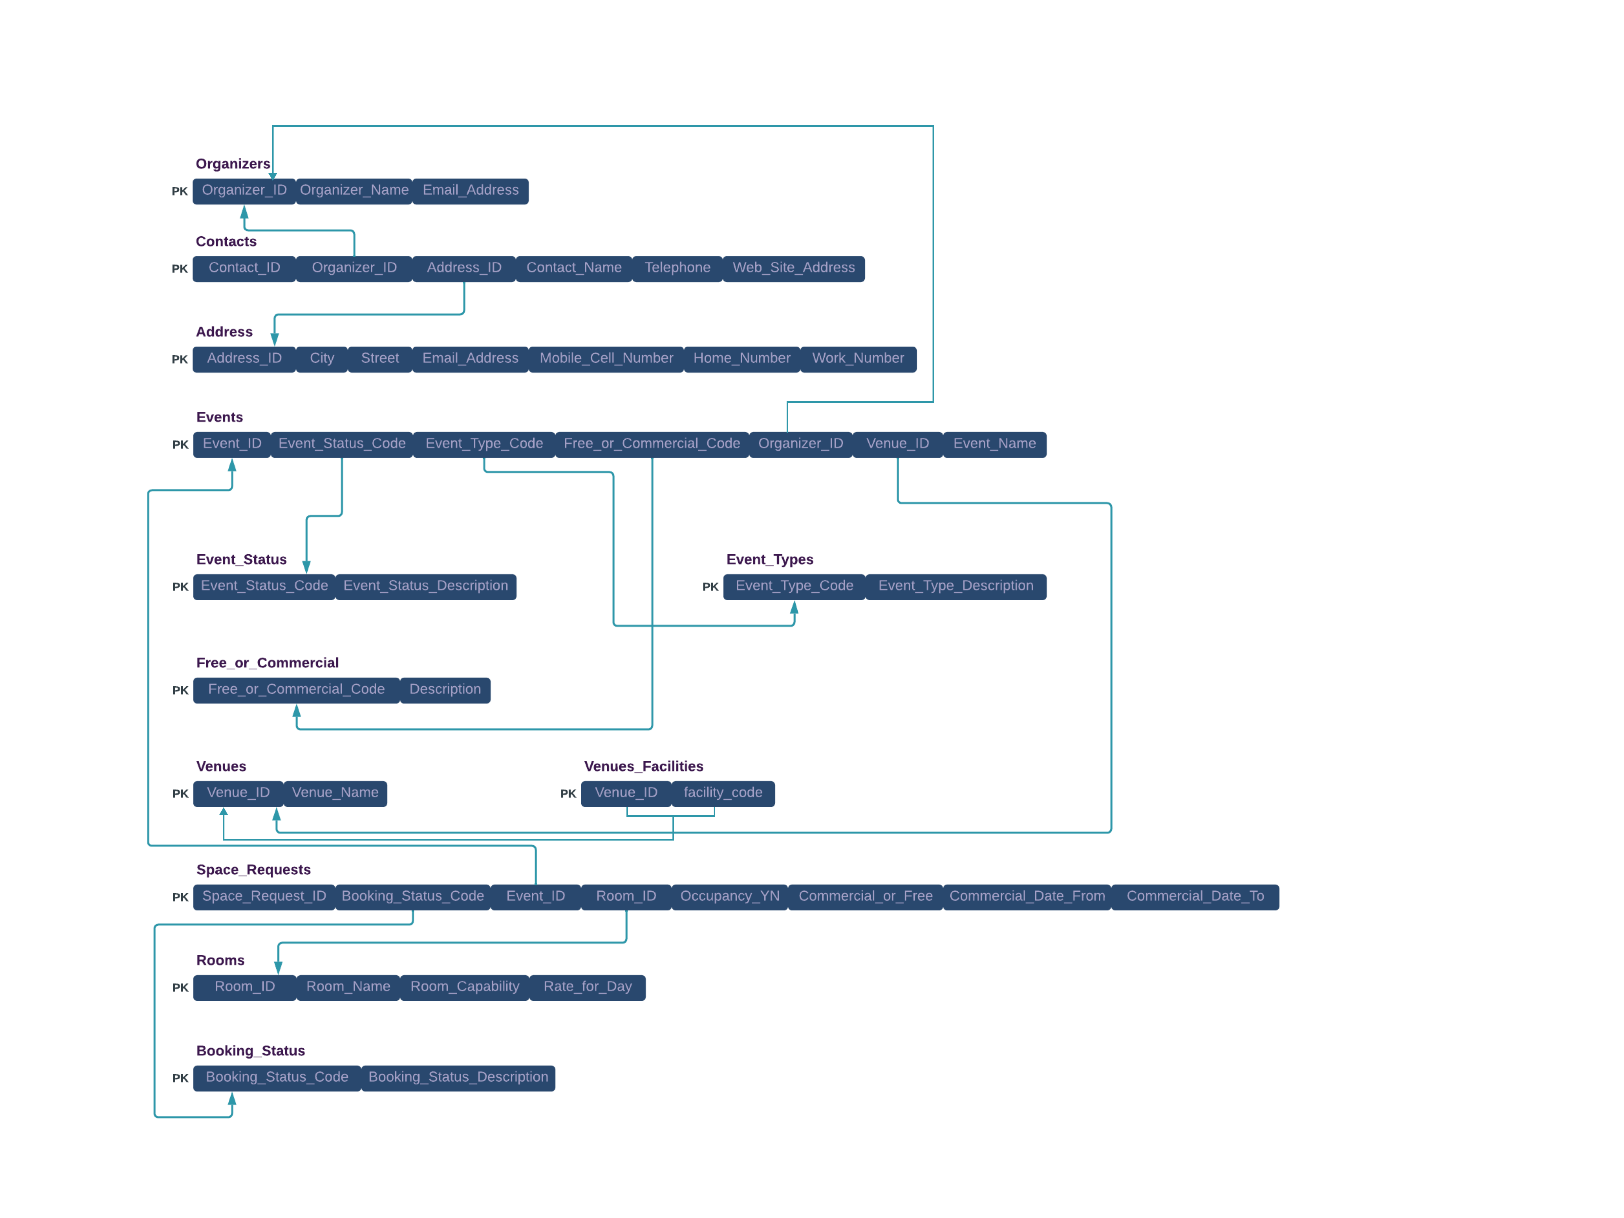 Organizers
PK Organizer_ID Organizer_Name Email_Address
Contacts
PK Contact_ID Organizer_ID Address_ID Contact_Name Telephone Web_Site_Address
Address
PK Address_ID City Street Email_Address Mobile_Cell_Number Home_Number Work_Number
Events
PK Event_ID Event_Status_Code Event_Type_Code Free_or_Commercial_Code Organizer_ID Venue_ID Event_Name
Event_Status Event_Types
PK Event_Status_Code Event_Status_Description PK Event_Type_Code Event_Type_Description
Free_or_Commercial
PK Free_or_Commercial_Code Description
Venues Venues_Facilities
PK Venue_ID Venue_Name PK Venue_ID facility_code
Space_Requests
PK Space_Request_ID Booking_Status_Code Event_ID Room_ID Occupancy_YN Commercial_or_Free Commercial_Date_From Commercial_Date_To
Rooms
PK Room_ID Room_Name Room_Capability Rate_for_Day
Booking_Status
PK Booking_Status_Code Booking_Status_Description